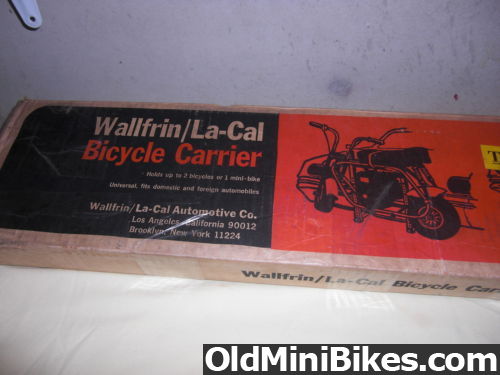 Wallfrin/La-Cal
Bicycle Carrier
· Holds up to 2 bicycles or 1 mini-bike
Universal, fits domestic and foreign automobiles
Wallfrin/La-Cal Automotive Co.
Los Angeles, California 90012
Brooklyn, New York 11224
T
Wallfrin/La-Cal Bicycle Carri
OldMiniBikes.com